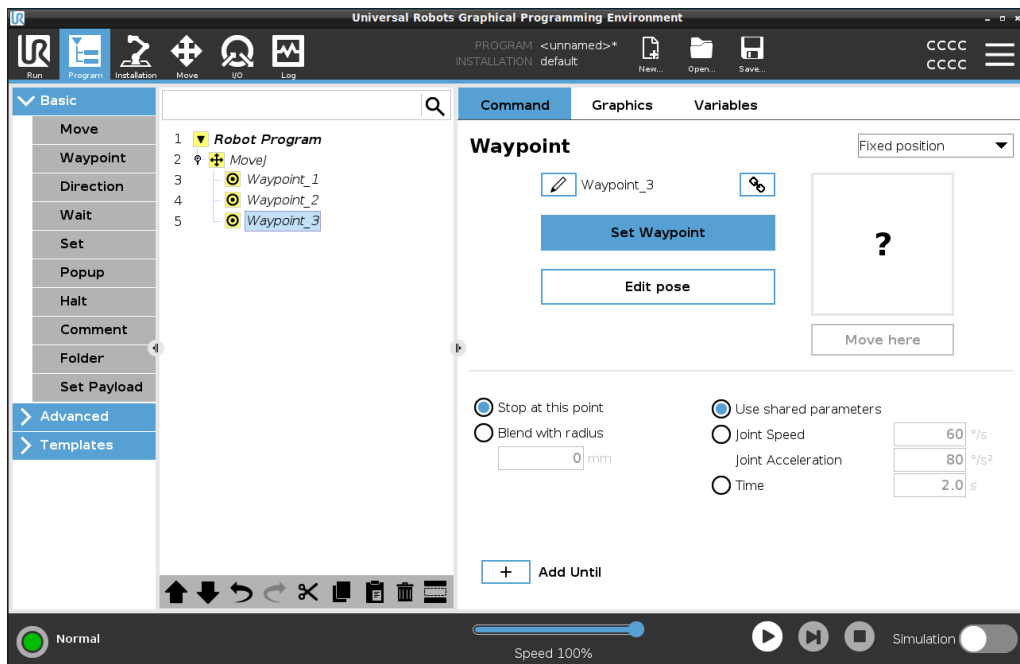 Universal Robots Graphical Programming Environment
UR
Run
Program
Installation
Move
I/O
Log
PROGRAM <unnamed>*
INSTALLATION default
New...
Open...
Save...
CCCC
CCCC
Basic
Move
Waypoint
Direction
Wait
Set
Popup
Halt
Comment
Folder
Set Payload
Advanced
Templates
1 Robot Program
2 MoveJ
3 Waypoint_1
4 Waypoint_2
5 Waypoint_3
Command Graphics Variables
Waypoint
Fixed position
Waypoint_3
Set Waypoint
Edit pose
?
Move here
Stop at this point
Blend with radius
0 mm
Use shared parameters
Joint Speed 60 °/s
Joint Acceleration 80 °/s²
Time 2.0 s
+ Add Until
Normal
Speed 100%
Simulation